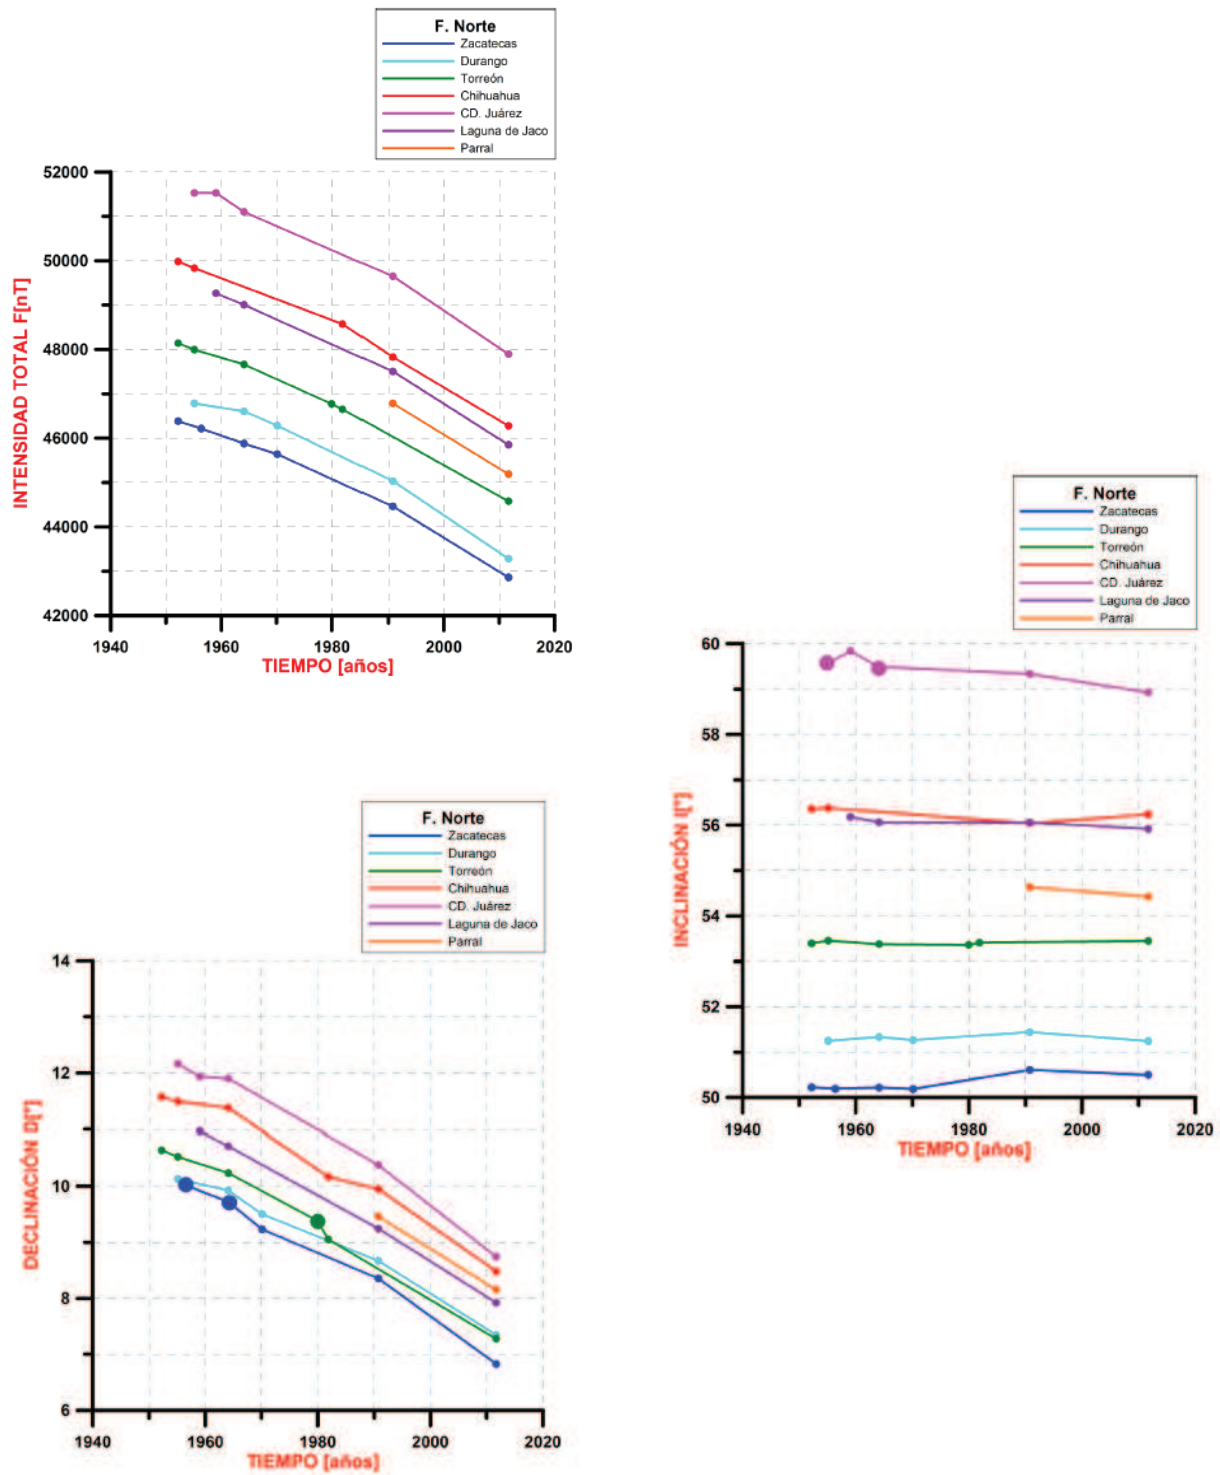 F. Norte
Zacatecas
Durango
Torreón
Chihuahua
CD. Juárez
Laguna de Jaco
Parral
52000
50000
48000
46000
44000
42000
INTENSIDAD TOTAL F[nT]
1940 1960 1980 2000 2020
TIEMPO [años]
F. Norte
Zacatecas
Durango
Torreón
Chihuahua
CD. Juárez
Laguna de Jaco
Parral
60
58
56
54
52
50
INCLINACIÓN I[°]
1940 1960 1980 2000 2020
TIEMPO [años]
F. Norte
Zacatecas
Durango
Torreón
Chihuahua
CD. Juárez
Laguna de Jaco
Parral
14
12
10
8
6
DECLINACIÓN D[°]
1940 1960 1980 2000 2020
TIEMPO [años]